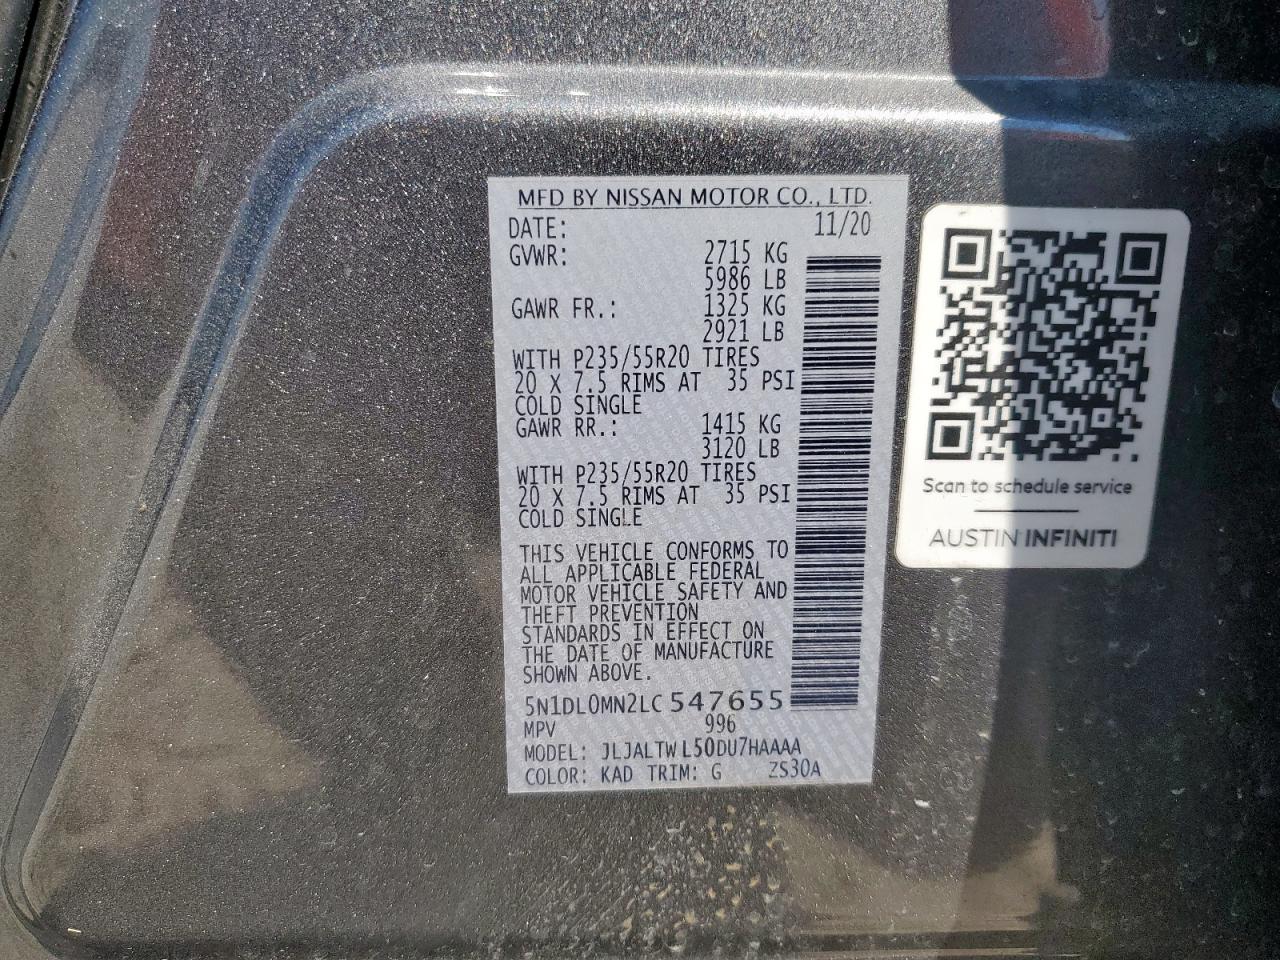 MFD BY NISSAN MOTOR CO., LTD.
DATE: 11/20
GVWR: 2715 KG
5986 LB
GAWR FR.: 1325 KG
2921 LB
WITH P235/55R20 TIRES
20 X 7.5 RIMS AT 35 PSI
COLD SINGLE
GAWR RR.: 1415 KG
3120 LB
WITH P235/55R20 TIRES
20 X 7.5 RIMS AT 35 PSI
COLD SINGLE
THIS VEHICLE CONFORMS TO
ALL APPLICABLE FEDERAL
MOTOR VEHICLE SAFETY AND
THEFT PREVENTION
STANDARDS IN EFFECT ON
THE DATE OF MANUFACTURE
SHOWN ABOVE.
5N1DL0MN2LC547655
MPV 996
MODEL: JLJALTWL50DU7HAAAA
COLOR: KAD TRIM: G ZS30A
Scan to schedule service
AUSTIN INFINITI